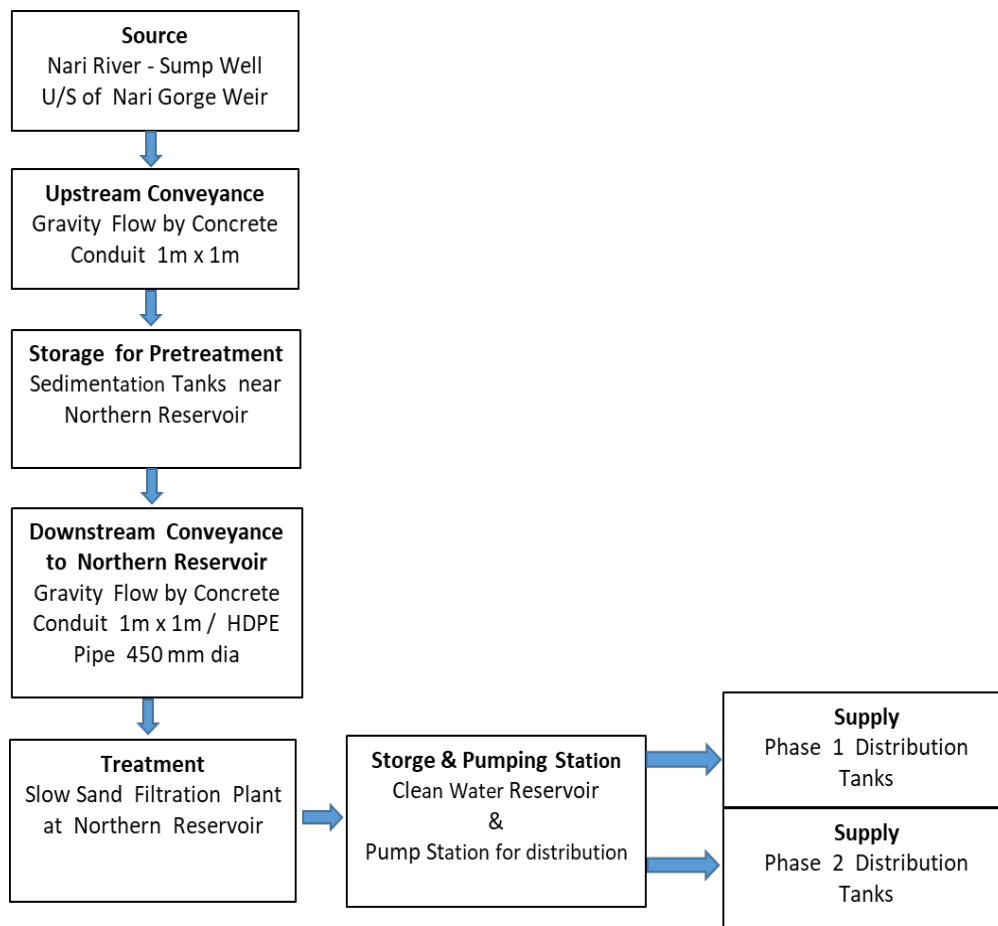 Source
Nari River - Sump Well
U/S of Nari Gorge Weir
Upstream Conveyance
Gravity Flow by Concrete
Conduit 1m x 1m
Storage for Pretreatment
Sedimentation Tanks near
Northern Reservoir
Downstream Conveyance
to Northern Reservoir
Gravity Flow by Concrete
Conduit 1m x 1m / HDPE
Pipe 450 mm dia
Treatment
Slow Sand Filtration Plant
at Northern Reservoir
Storge & Pumping Station
Clean Water Reservoir
&
Pump Station for distribution
Supply
Phase 1 Distribution
Tanks
Supply
Phase 2 Distribution
Tanks